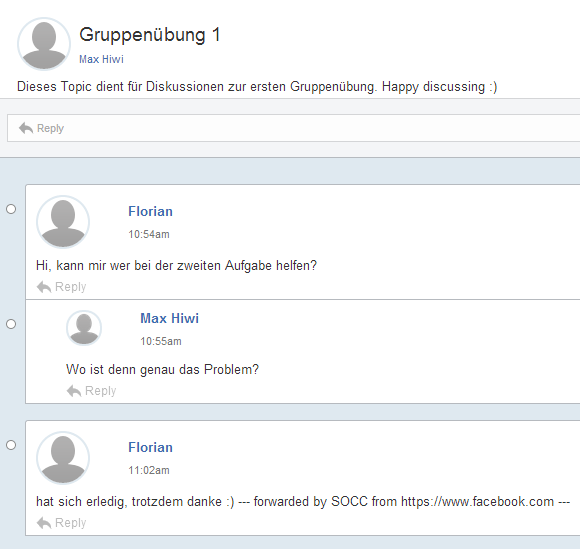 Gruppenübung 1
Max Hiwi
Dieses Topic dient für Diskussionen zur ersten Gruppenübung. Happy discussing :)
Reply
Florian
10:54am
Hi, kann mir wer bei der zweiten Aufgabe helfen?
Reply
Max Hiwi
10:55am
Wo ist denn genau das Problem?
Reply
Florian
11:02am
hat sich erledig, trotzdem danke :) --- forwarded by SOCC from https://www.facebook.com ---
Reply